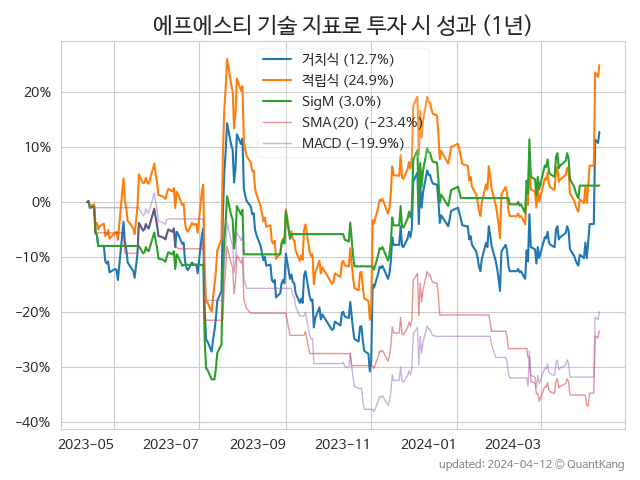 에프에스티 기술 지표로 투자 시 성과 (1년)
거치식 (12.7%)
적립식 (24.9%)
SigM (3.0%)
SMA(20) (−23.4%)
MACD (−19.9%)
20%
10%
0%
−10%
−20%
−30%
−40%
2023−05
2023−07
2023−09
2023−11
2024−01
2024−03
updated: 2024−04−12 © QuantKang